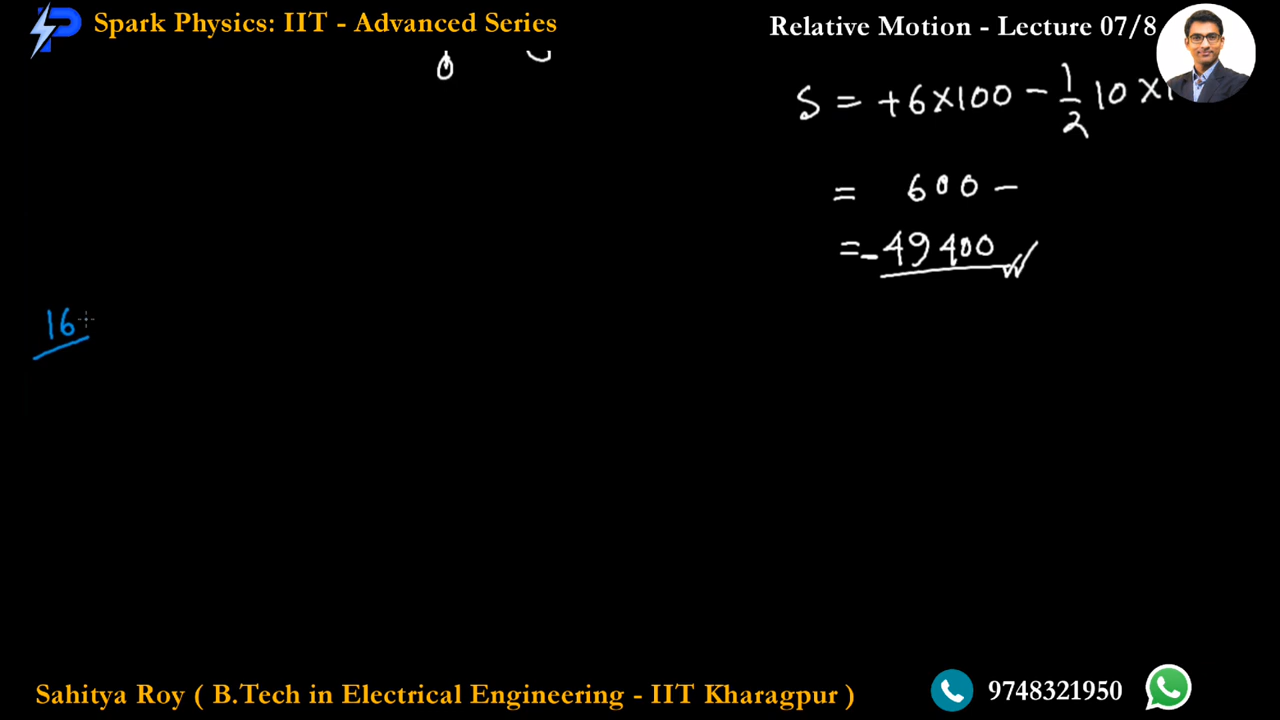 Spark Physics: IIT - Advanced Series
Relative Motion - Lecture 07/8
S = +6×100 - 1/2 10 ×
= 600 -
= -49400
16
Sahitya Roy ( B.Tech in Electrical Engineering - IIT Kharagpur )
9748321950